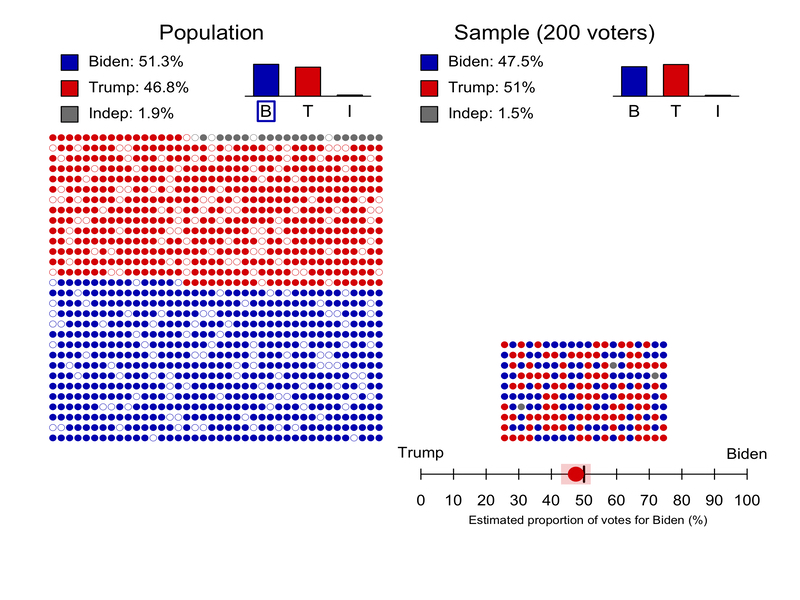 Population
Biden: 51.3%
Trump: 46.8%
Indep: 1.9%
B T I
Sample (200 voters)
Biden: 47.5%
Trump: 51%
Indep: 1.5%
B T I
Trump Biden
0 10 20 30 40 50 60 70 80 90 100
Estimated proportion of votes for Biden (%)